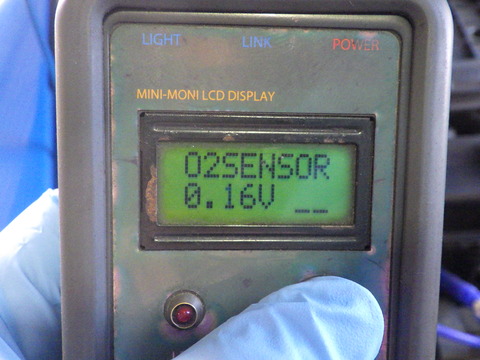 LIGHT LINK POWER
MINI-MONI LCD DISPLAY
O2SENSOR
0.16V __